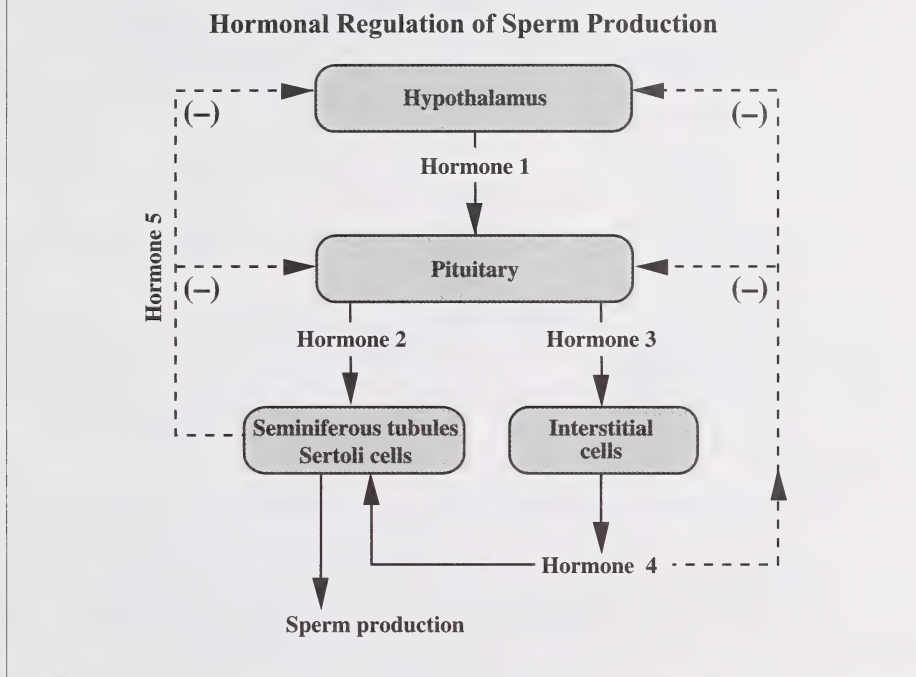 Hormonal Regulation of Sperm Production
Hypothalamus
(–)
(–)
Hormone 1
Hormone 5
Pituitary
(–)
(–)
Hormone 2
Hormone 3
Seminiferous tubules
Sertoli cells
Interstitial
cells
Hormone 4
Sperm production